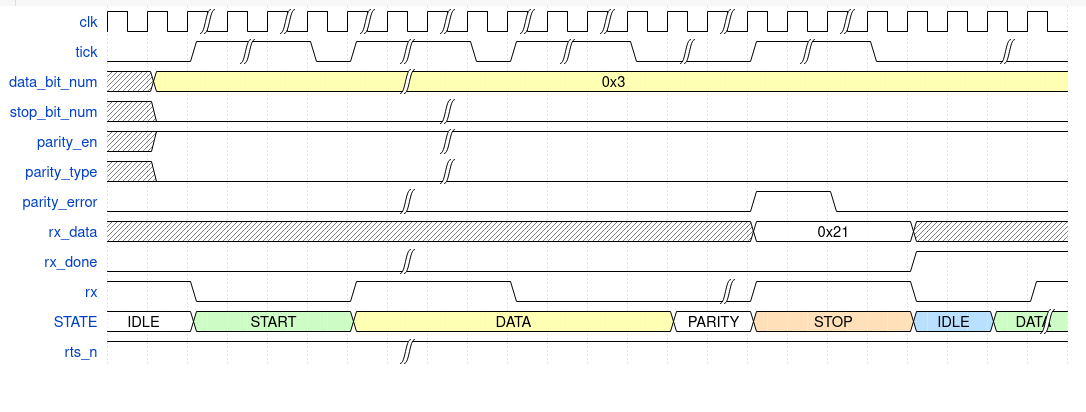 clk
tick
data_bit_num 0x3
stop_bit_num
parity_en
parity_type
parity_error
rx_data 0x21
rx_done
rx
STATE IDLE START DATA PARITY STOP IDLE DATA
rts_n